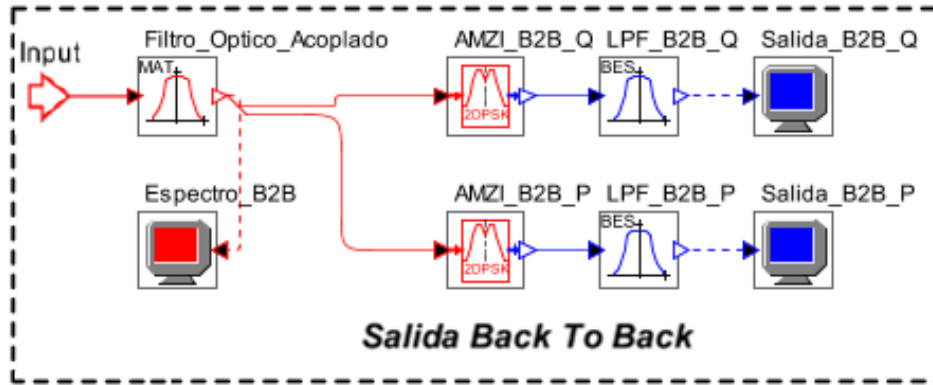 Input
Filtro_Optico_Acoplado
AMZI_B2B_Q
LPF_B2B_Q
Salida_B2B_Q
MAT
2DPSK
BES
Espectro_B2B
AMZI_B2B_P
LPF_B2B_P
Salida_B2B_P
2DPSK
BES
Salida Back To Back